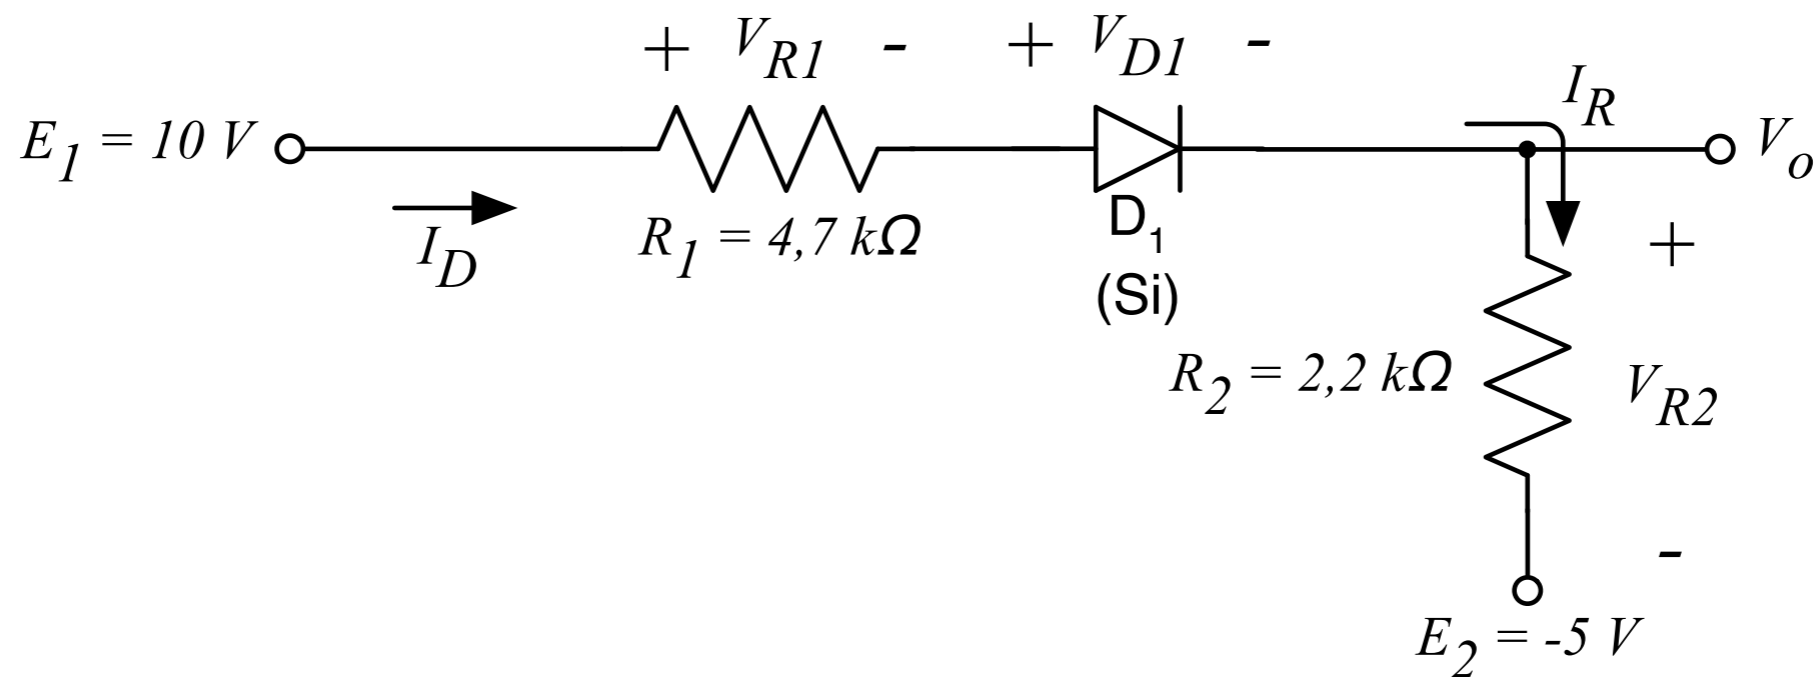 + V_R1 -
+ V_D1 -
E_1 = 10 V
I_D
R_1 = 4,7 kΩ
D_1
(Si)
I_R
V_o
+
R_2 = 2,2 kΩ
V_R2
-
E_2 = -5 V